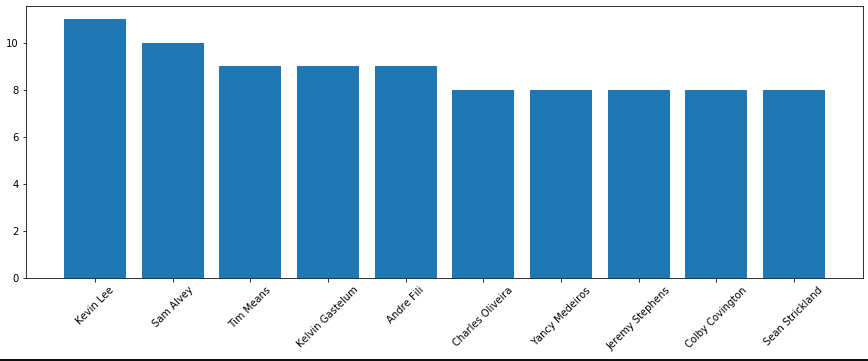 10
8
6
4
2
0
Kevin Lee
Sam Alvey
Tim Means
Kelvin Gastelum
Andre Fili
Charles Oliveira
Yancy Medeiros
Jeremy Stephens
Colby Covington
Sean Strickland